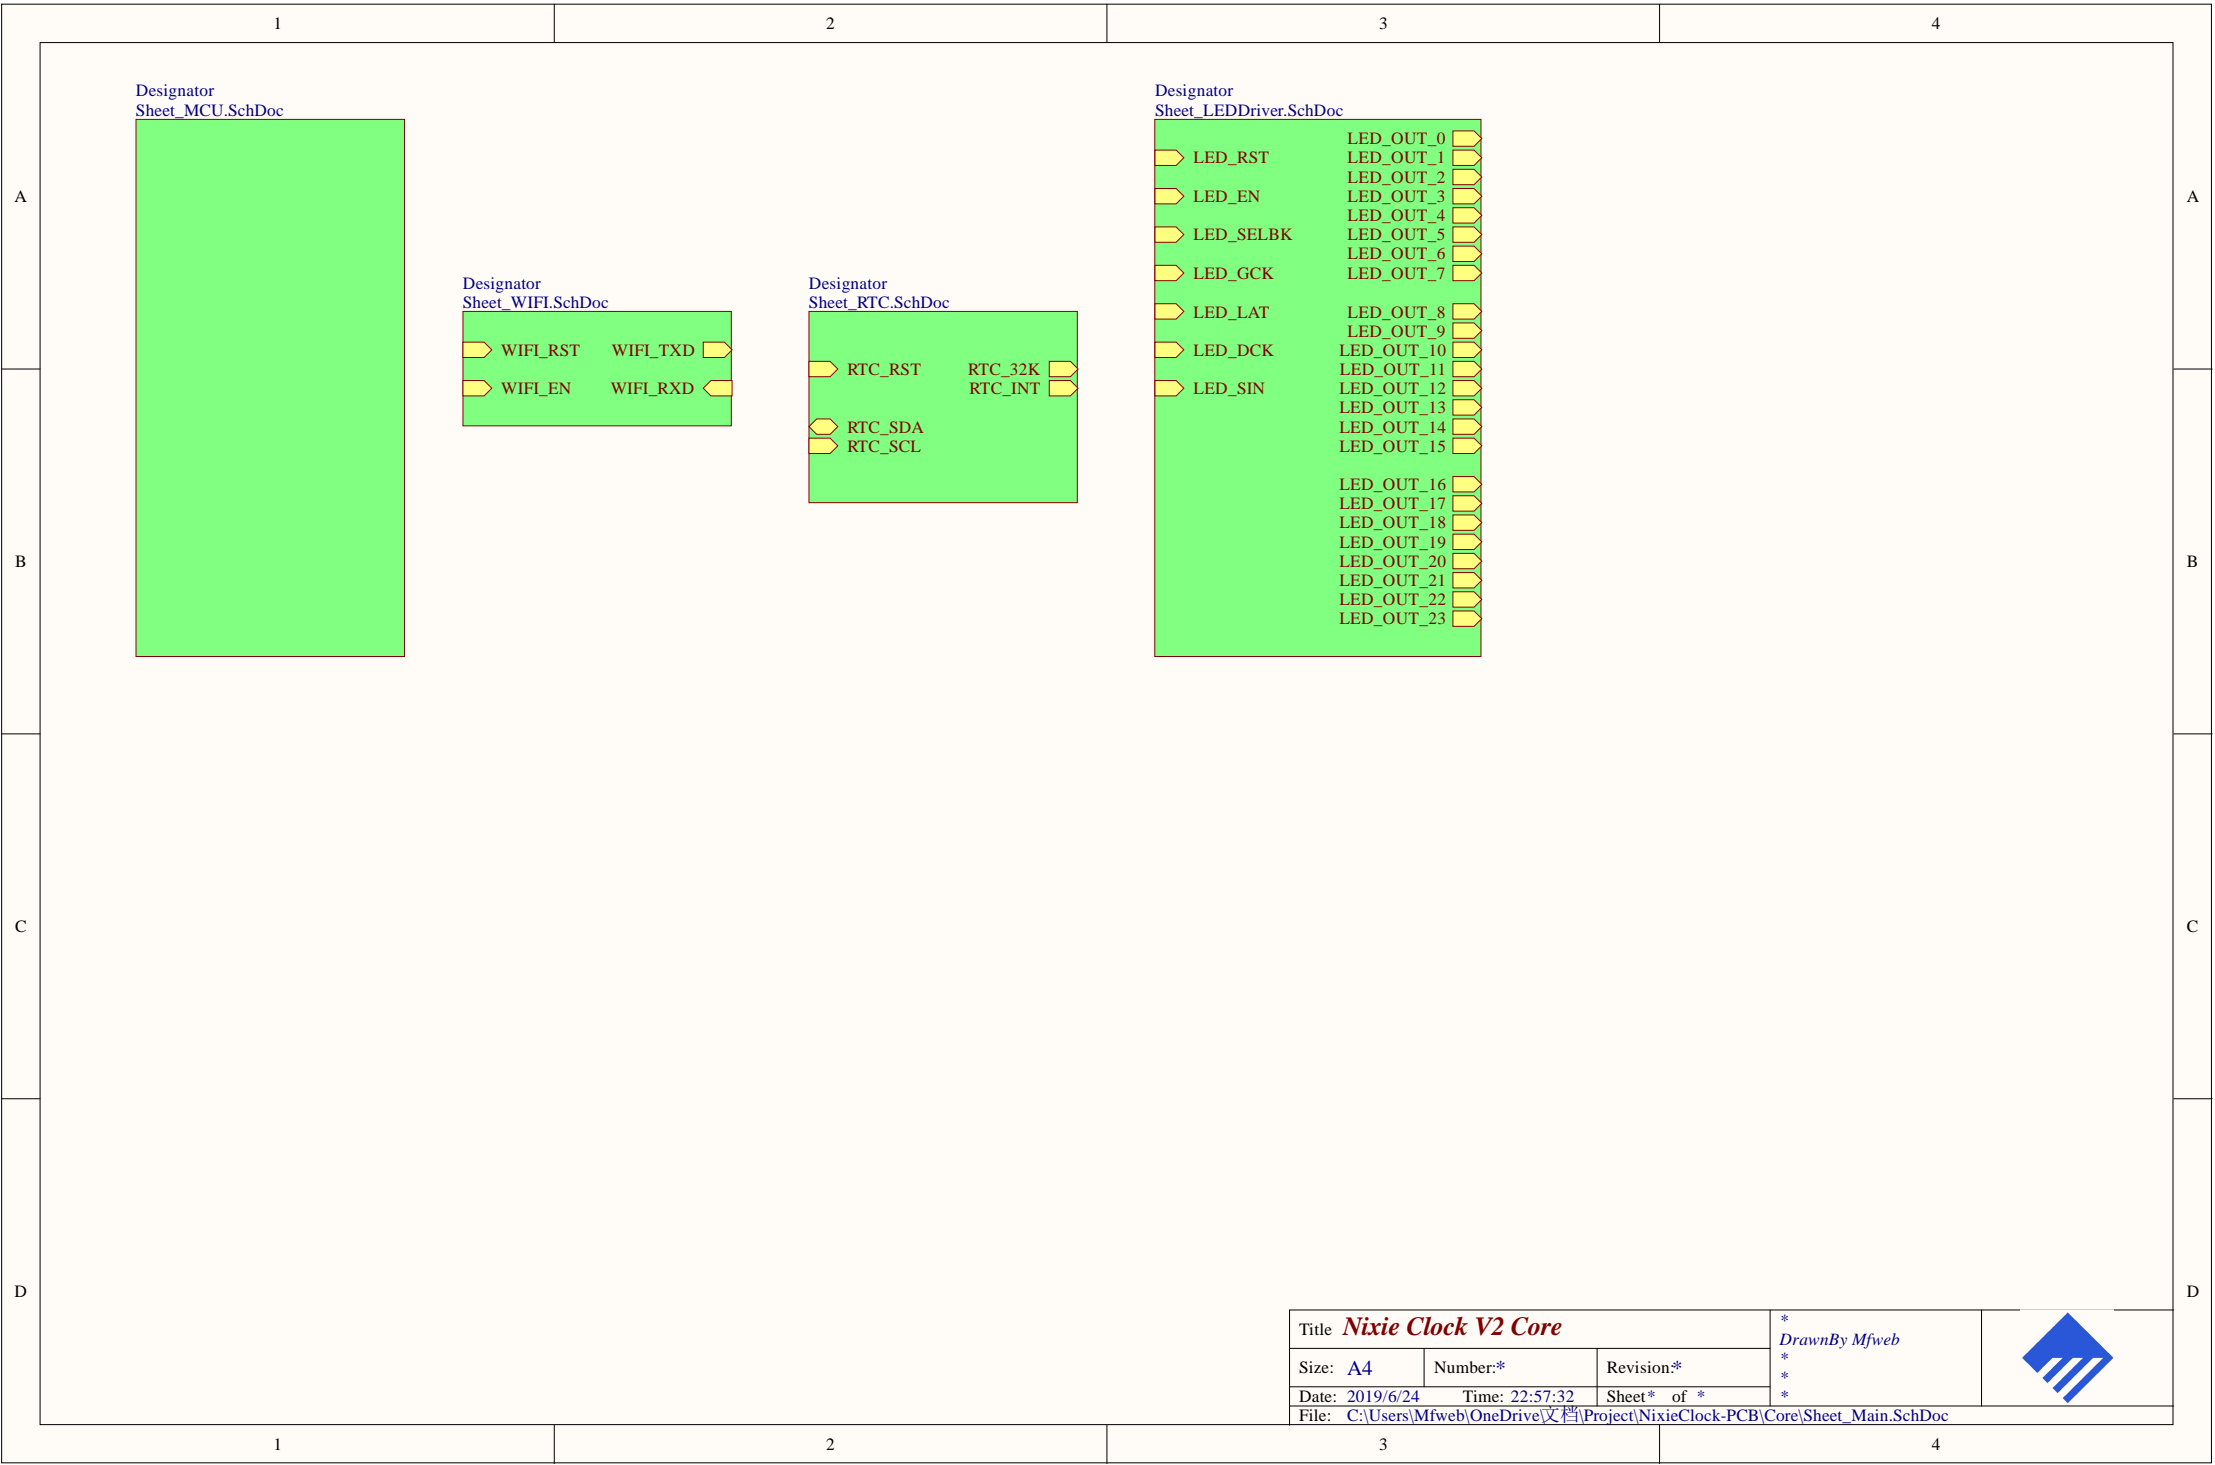 1 2 3 4
Designator
Sheet_MCU.SchDoc
Designator
Sheet_WIFI.SchDoc
WIFI_RST WIFI_TXD
WIFI_EN WIFI_RXD
Designator
Sheet_RTC.SchDoc
RTC_RST RTC_32K
RTC_INT
RTC_SDA
RTC_SCL
Designator
Sheet_LEDDriver.SchDoc
LED_OUT_0
LED_RST LED_OUT_1
LED_OUT_2
LED_EN LED_OUT_3
LED_OUT_4
LED_SELBK LED_OUT_5
LED_OUT_6
LED_GCK LED_OUT_7
LED_LAT LED_OUT_8
LED_OUT_9
LED_DCK LED_OUT_10
LED_OUT_11
LED_SIN LED_OUT_12
LED_OUT_13
LED_OUT_14
LED_OUT_15
LED_OUT_16
LED_OUT_17
LED_OUT_18
LED_OUT_19
LED_OUT_20
LED_OUT_21
LED_OUT_22
LED_OUT_23
A A
B B
C C
D D
Title Nixie Clock V2 Core
Size: A4 Number:* Revision:*
Date: 2019/6/24 Time: 22:57:32 Sheet* of *
File: C:\Users\Mfweb\OneDrive\文档\Project\NixieClock-PCB\Core\Sheet_Main.SchDoc
*
DrawnBy Mfweb
*
*
*
1 2 3 4